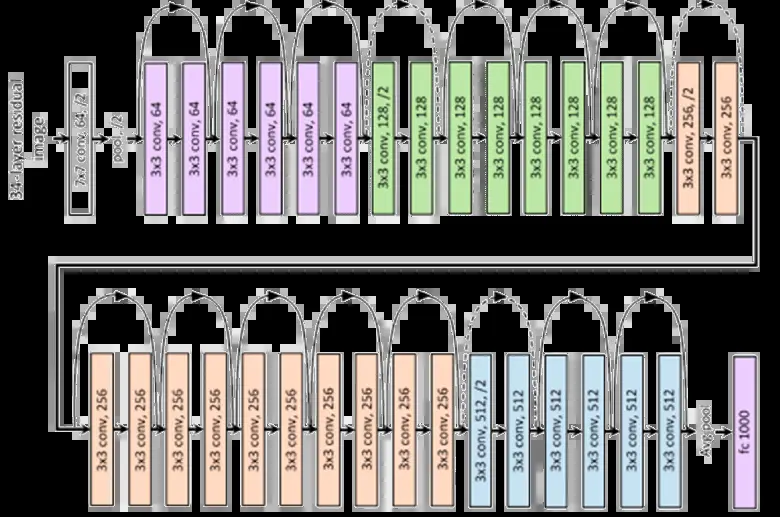 34-layer residual
image
7x7 conv, 64, /2
pool, /2
3x3 conv, 64
3x3 conv, 64
3x3 conv, 64
3x3 conv, 64
3x3 conv, 64
3x3 conv, 64
3x3 conv, 128, /2
3x3 conv, 128
3x3 conv, 128
3x3 conv, 128
3x3 conv, 128
3x3 conv, 128
3x3 conv, 128
3x3 conv, 128
3x3 conv, 256, /2
3x3 conv, 256
3x3 conv, 256
3x3 conv, 256
3x3 conv, 256
3x3 conv, 256
3x3 conv, 256
3x3 conv, 256
3x3 conv, 256
3x3 conv, 256
3x3 conv, 256
3x3 conv, 256
3x3 conv, 512, /2
3x3 conv, 512
3x3 conv, 512
3x3 conv, 512
3x3 conv, 512
3x3 conv, 512
Avg pool
fc 1000